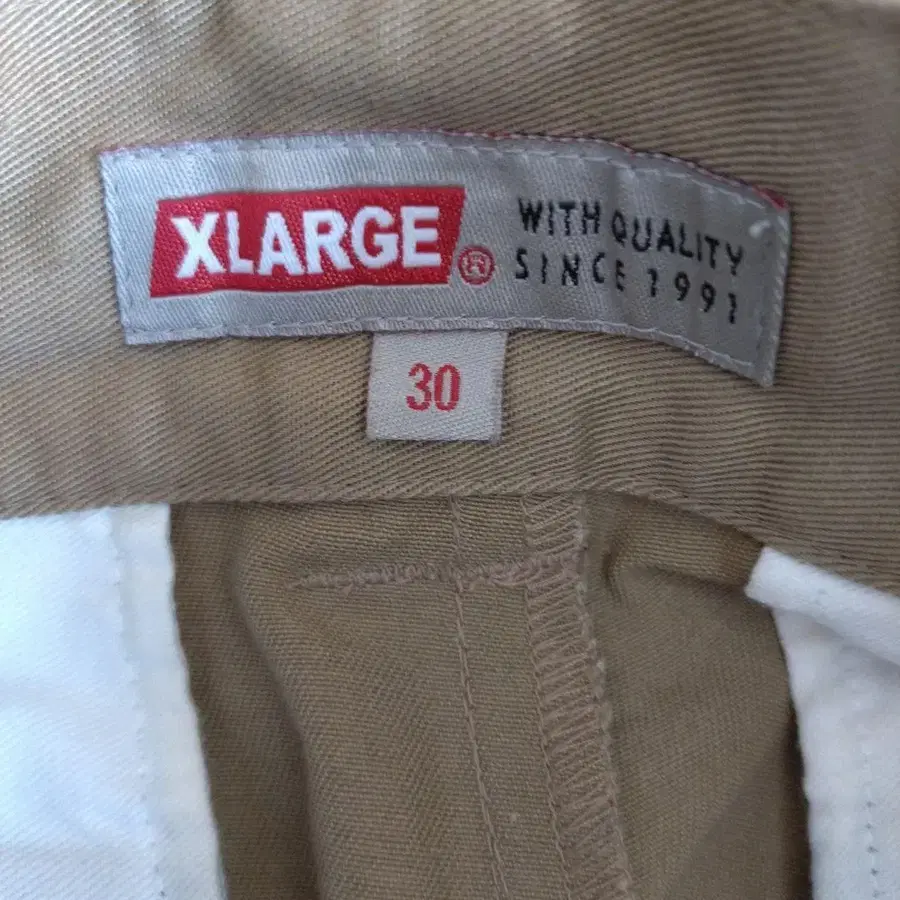 XLARGE®
WITH QUALITY
SINCE 1991
30